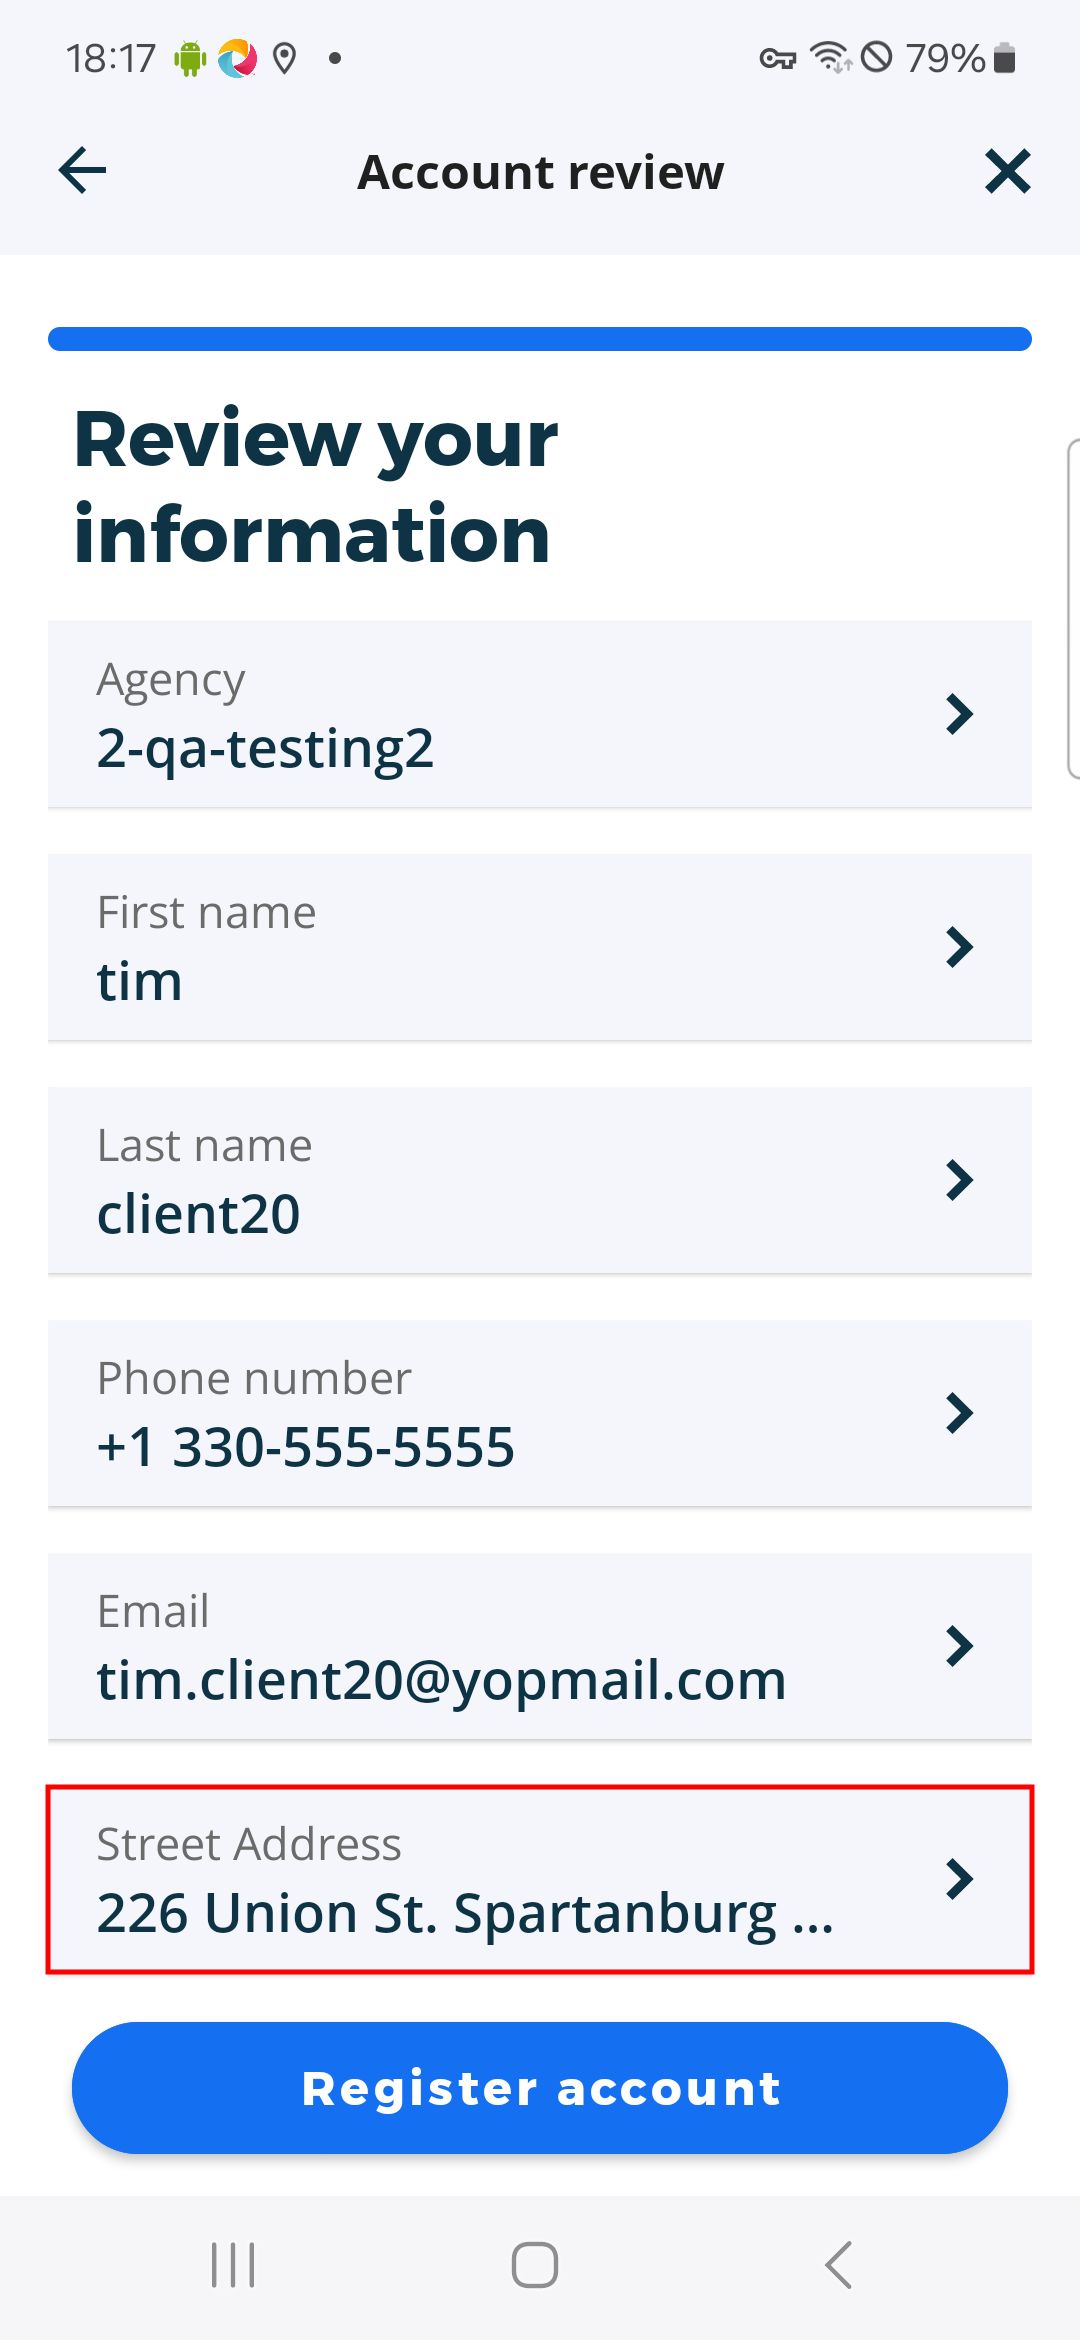 18:17
79%
Account review
Review your
information
Agency
2-qa-testing2
First name
tim
Last name
client20
Phone number
+1 330-555-5555
Email
tim.client20@yopmail.com
Street Address
226 Union St. Spartanburg ...
Register account